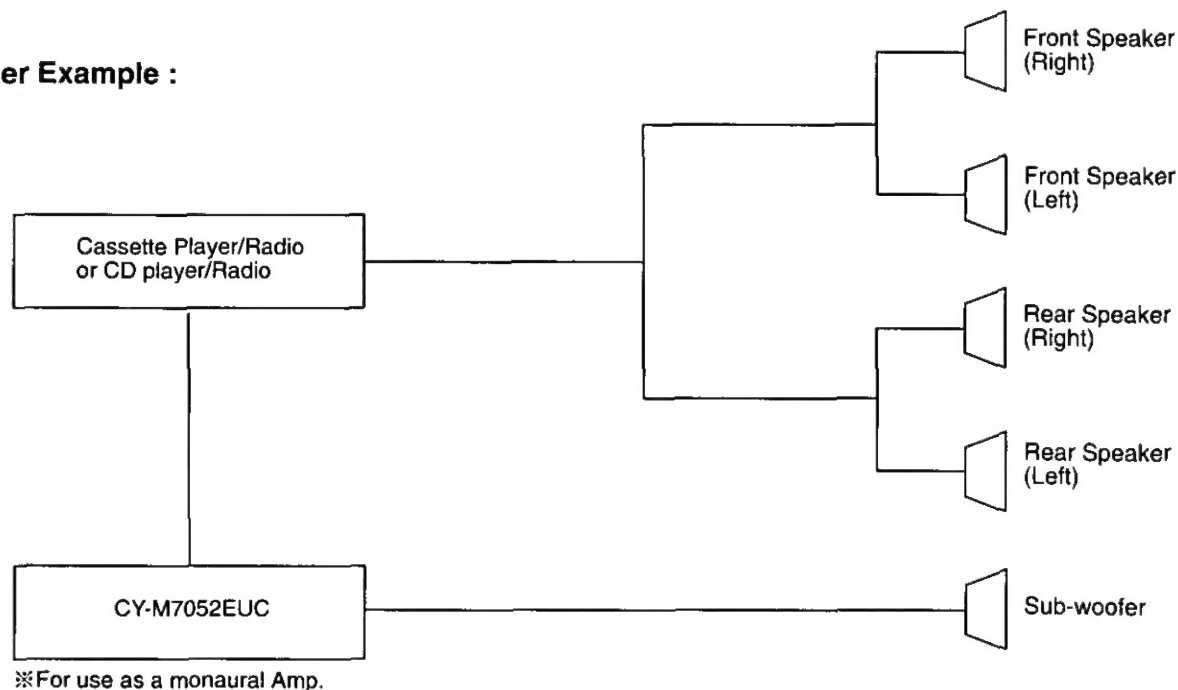 er Example :
Front Speaker
(Right)
Front Speaker
(Left)
Cassette Player/Radio
or CD player/Radio
Rear Speaker
(Right)
Rear Speaker
(Left)
CY-M7052EUC
Sub-woofer
※For use as a monaural Amp.